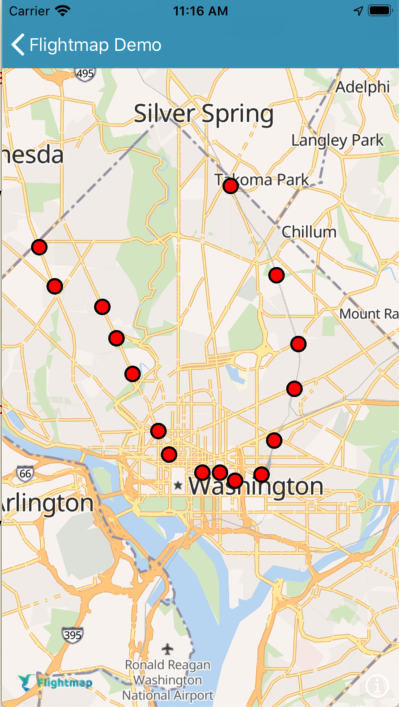 Carrier 11:16 AM
Flightmap Demo
495
Adelphi
Silver Spring
Langley Park
nesda
Takoma Park
Chillum
Mount Ra
66
Washington
Arlington
395
Ronald Reagan
Washington
National Airport
Flightmap